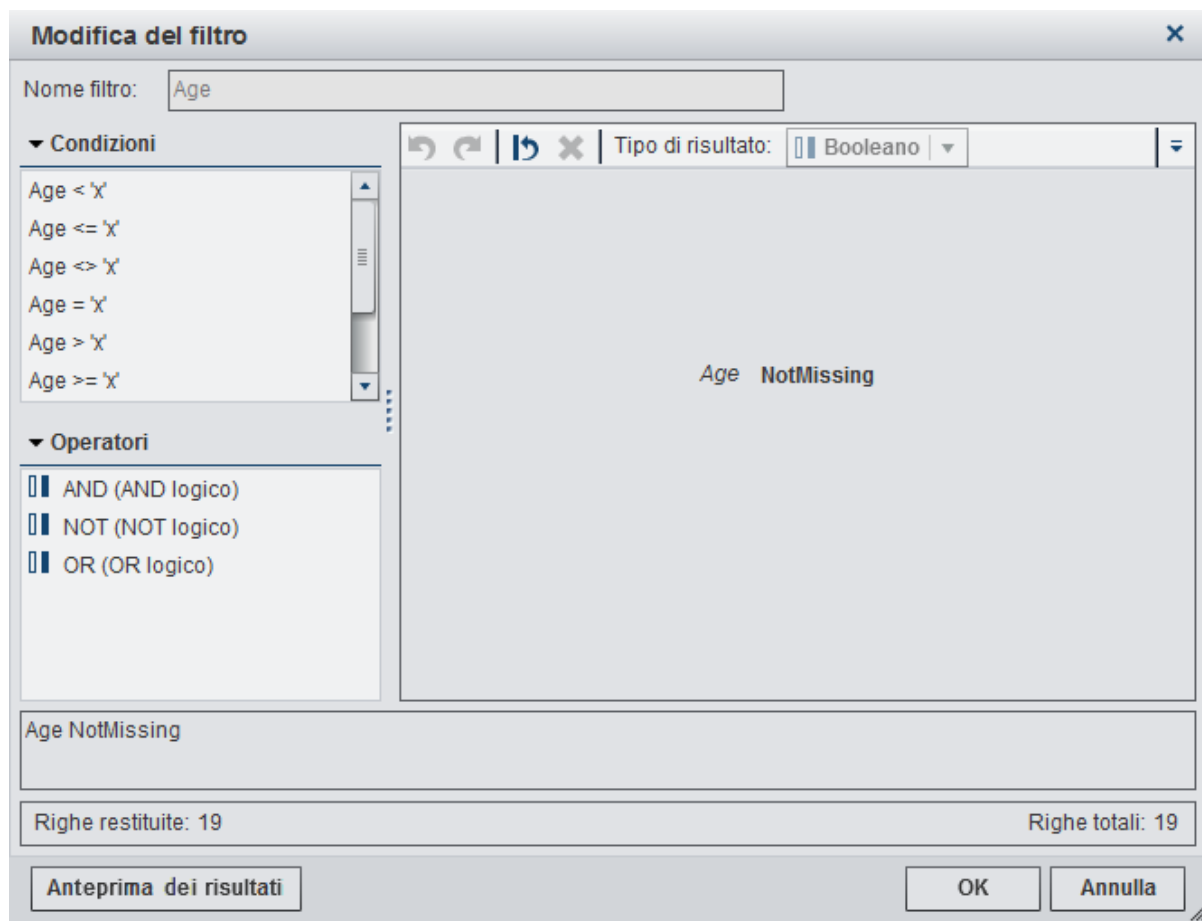 Modifica del filtro
Nome filtro: Age
Condizioni
Age < 'x'
Age <= 'x'
Age <> 'x'
Age = 'x'
Age > 'x'
Age >= 'x'
Operatori
AND (AND logico)
NOT (NOT logico)
OR (OR logico)
Tipo di risultato: Booleano
Age NotMissing
Age NotMissing
Righe restituite: 19
Righe totali: 19
Anteprima dei risultati
OK
Annulla